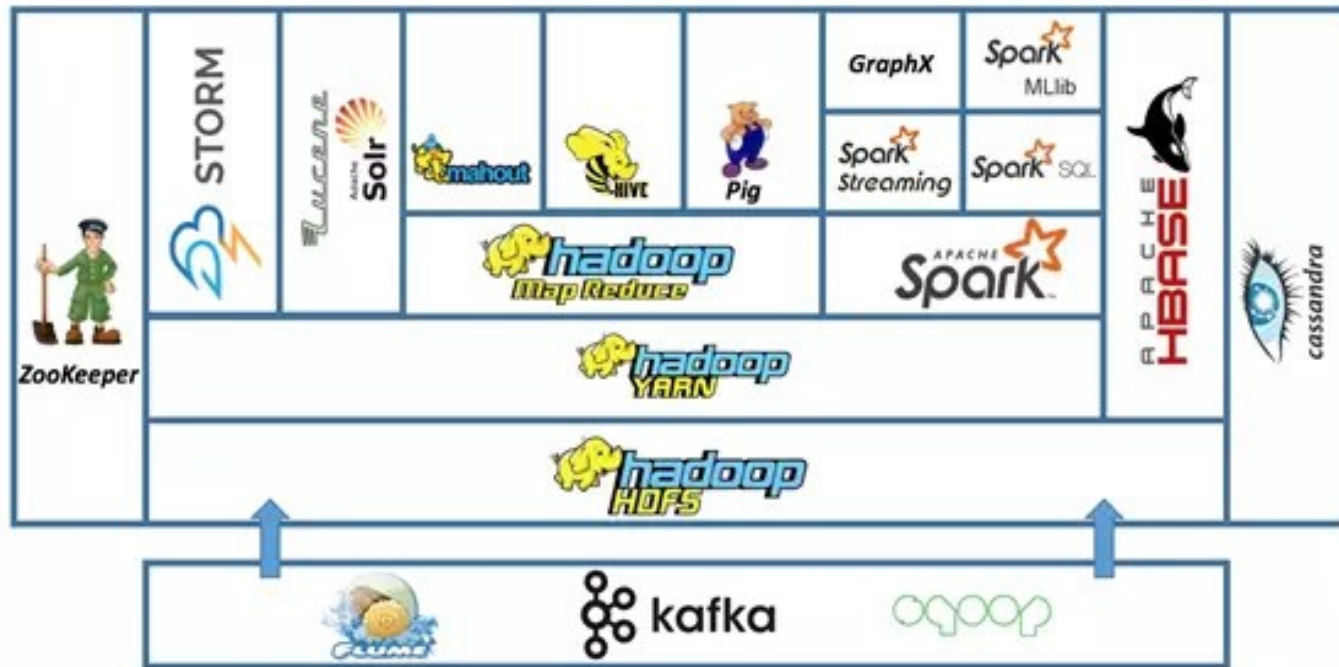 ZooKeeper
STORM
Lucene
Apache
Solr
mahout
HIVE
Pig
GraphX
Spark
MLlib
Spark
Streaming
Spark SQL
hadoop
Map Reduce
APACHE
Spark
APACHE
HBASE
cassandra
hadoop
YARN
hadoop
HDFS
FLUME
kafka
sqoop